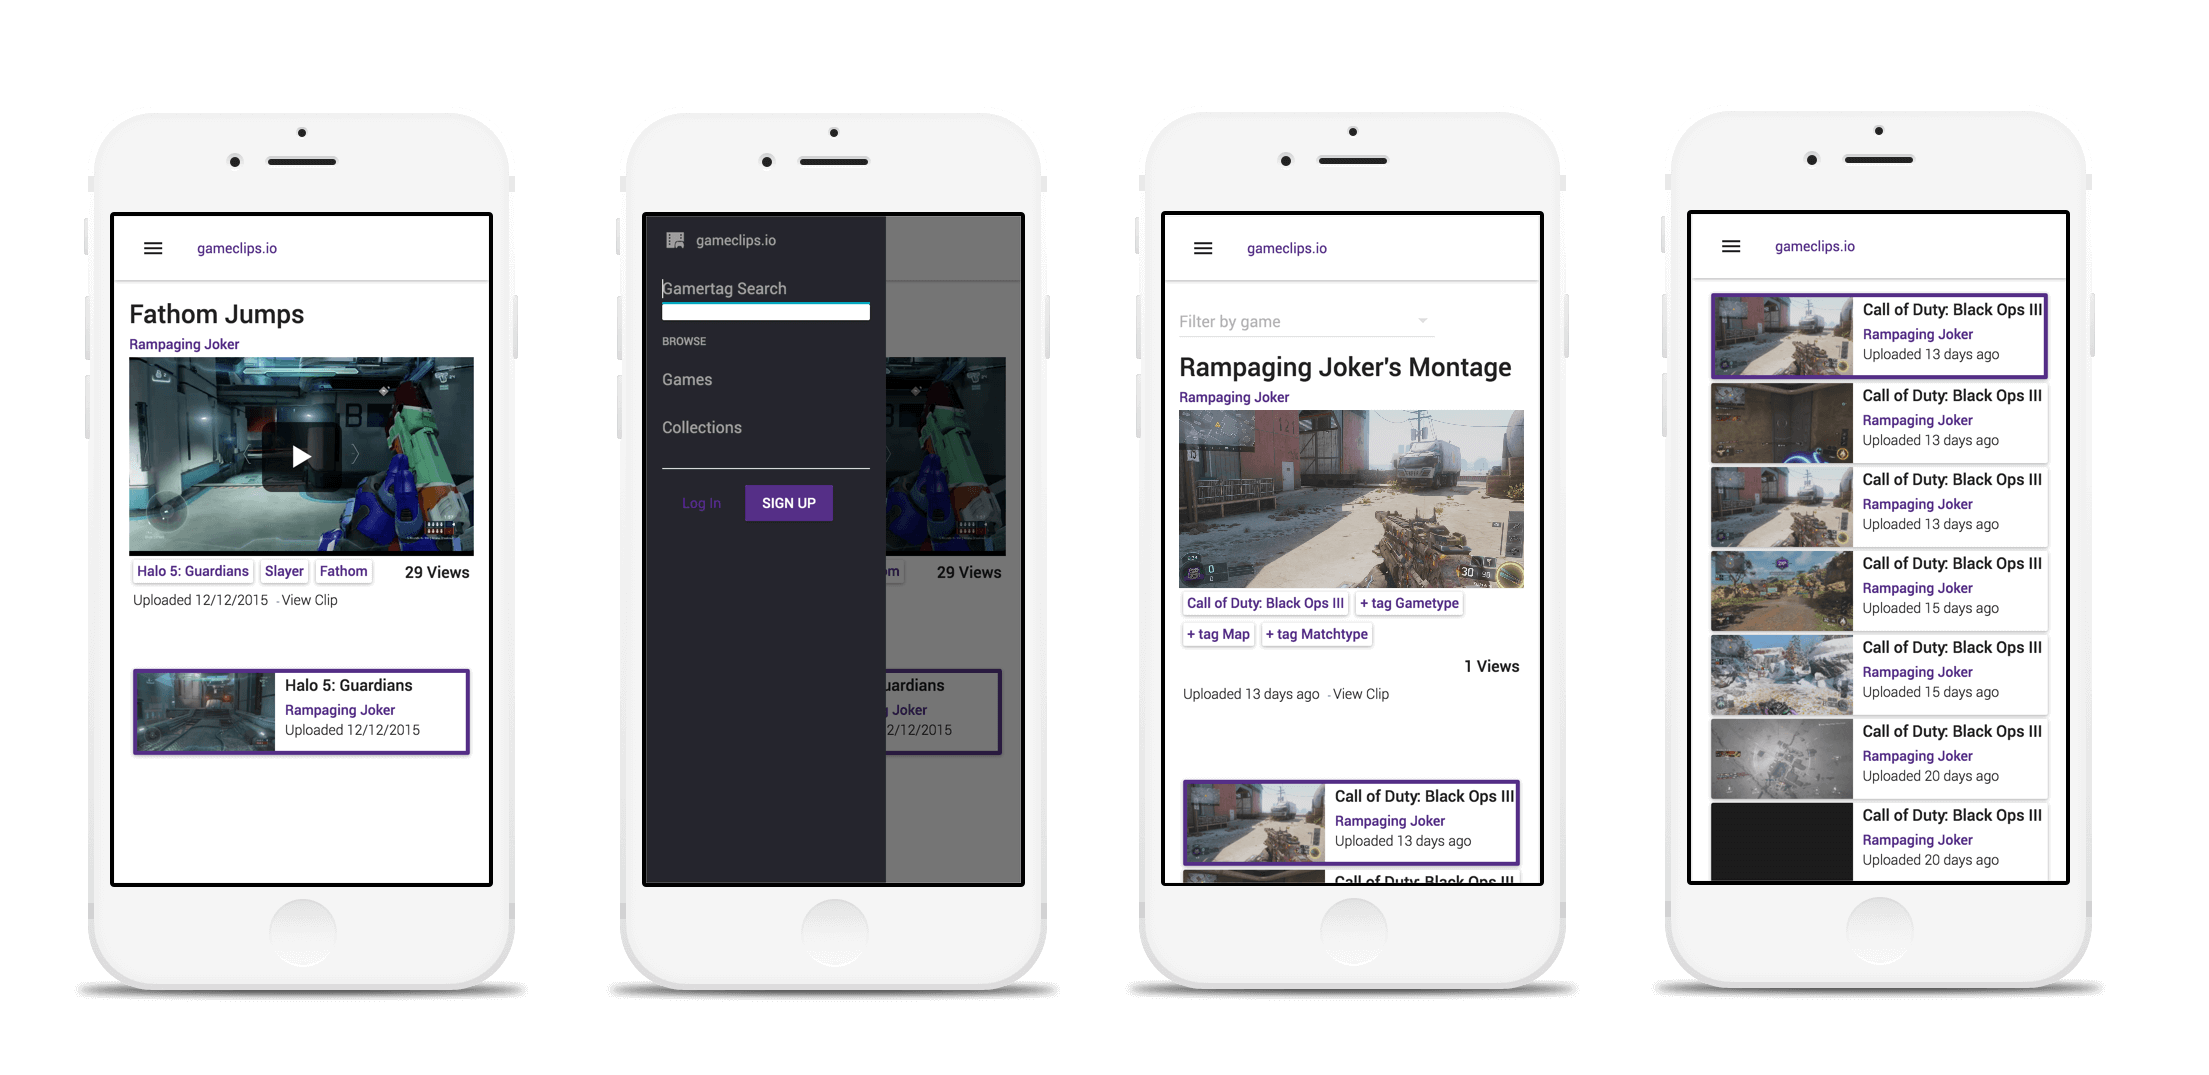 gameclips.io
Fathom Jumps
Rampaging Joker
Halo 5: Guardians Slayer Fathom 29 Views
Uploaded 12/12/2015 - View Clip
Halo 5: Guardians
Rampaging Joker
Uploaded 12/12/2015
gameclips.io
Gamertag Search
BROWSE
Games
Collections
Log In SIGN UP
om 29 Views
uardians
Joker
2/12/2015
gameclips.io
Filter by game
Rampaging Joker's Montage
Rampaging Joker
Call of Duty: Black Ops III + tag Gametype
+ tag Map + tag Matchtype
1 Views
Uploaded 13 days ago - View Clip
Call of Duty: Black Ops III
Rampaging Joker
Uploaded 13 days ago
Call of Duty: Black Ops III
gameclips.io
Call of Duty: Black Ops III
Rampaging Joker
Uploaded 13 days ago
Call of Duty: Black Ops III
Rampaging Joker
Uploaded 13 days ago
Call of Duty: Black Ops III
Rampaging Joker
Uploaded 13 days ago
Call of Duty: Black Ops III
Rampaging Joker
Uploaded 15 days ago
Call of Duty: Black Ops III
Rampaging Joker
Uploaded 15 days ago
Call of Duty: Black Ops III
Rampaging Joker
Uploaded 20 days ago
Call of Duty: Black Ops III
Rampaging Joker
Uploaded 20 days ago